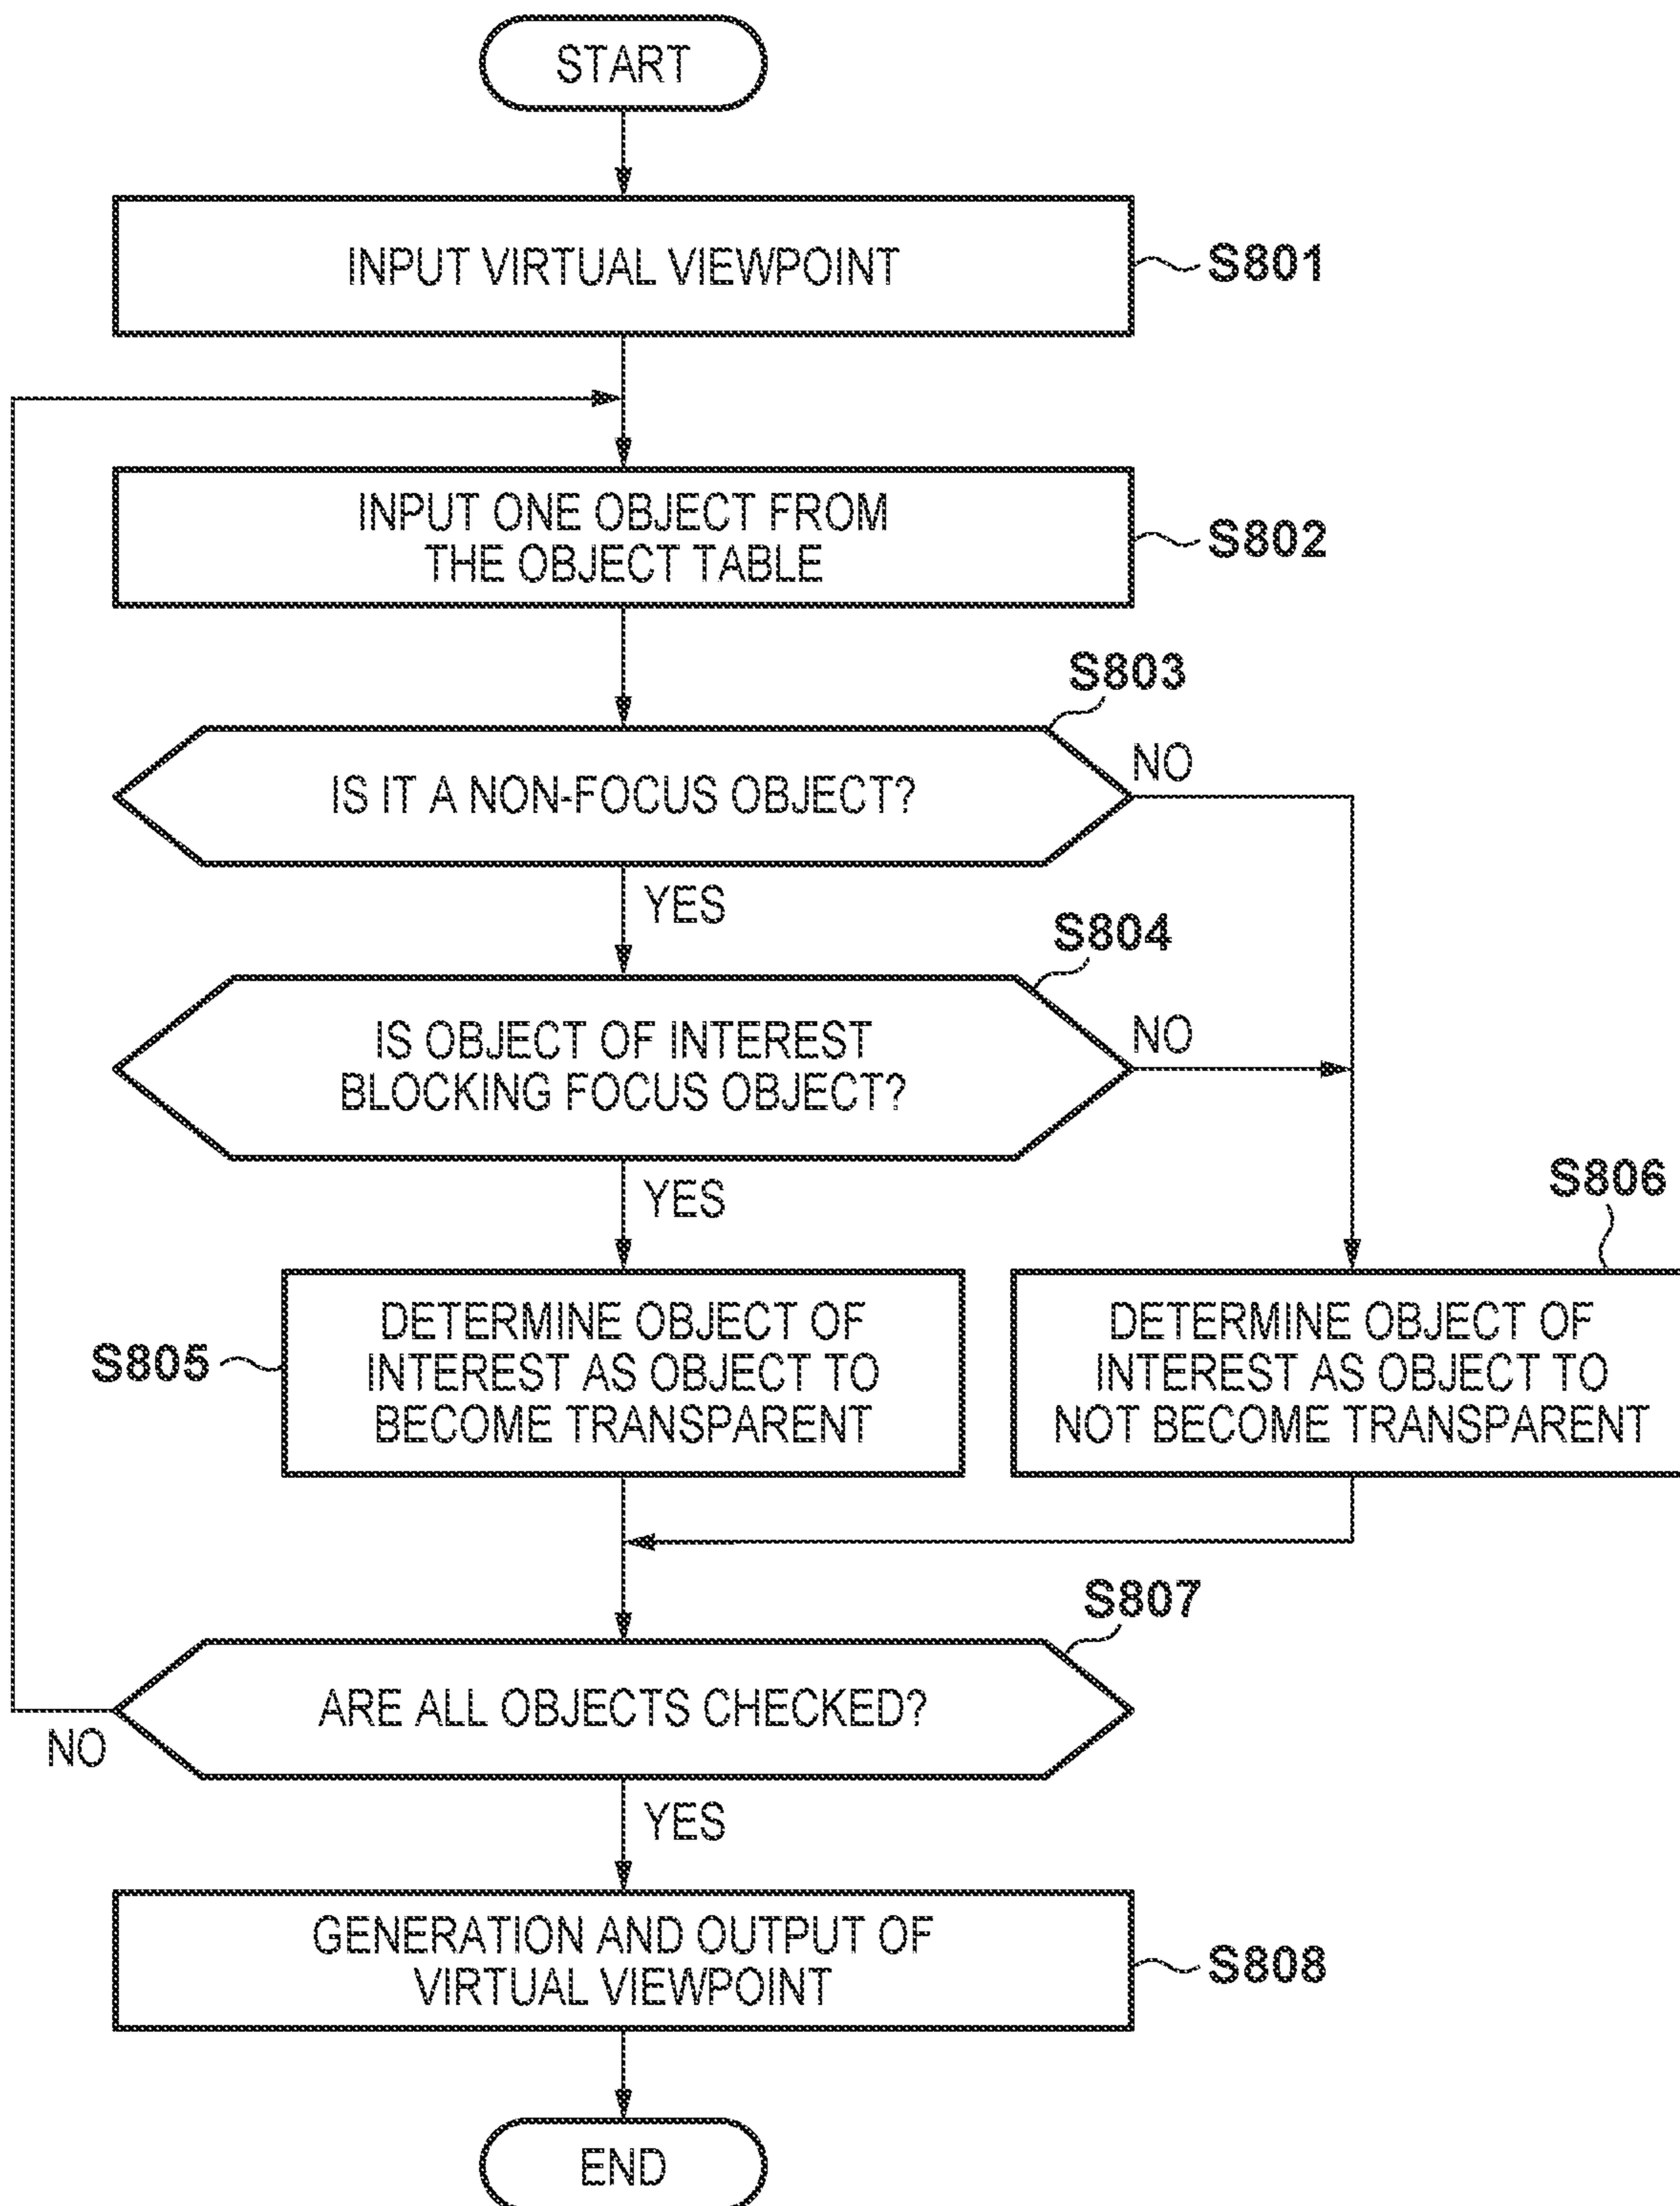 START
INPUT VIRTUAL VIEWPOINT
S801
INPUT ONE OBJECT FROM
THE OBJECT TABLE
S802
S803
IS IT A NON-FOCUS OBJECT?
NO
YES
S804
IS OBJECT OF INTEREST
BLOCKING FOCUS OBJECT?
NO
YES
S805
DETERMINE OBJECT OF
INTEREST AS OBJECT TO
BECOME TRANSPARENT
S806
DETERMINE OBJECT OF
INTEREST AS OBJECT TO
NOT BECOME TRANSPARENT
S807
ARE ALL OBJECTS CHECKED?
NO
YES
GENERATION AND OUTPUT OF
VIRTUAL VIEWPOINT
S808
END